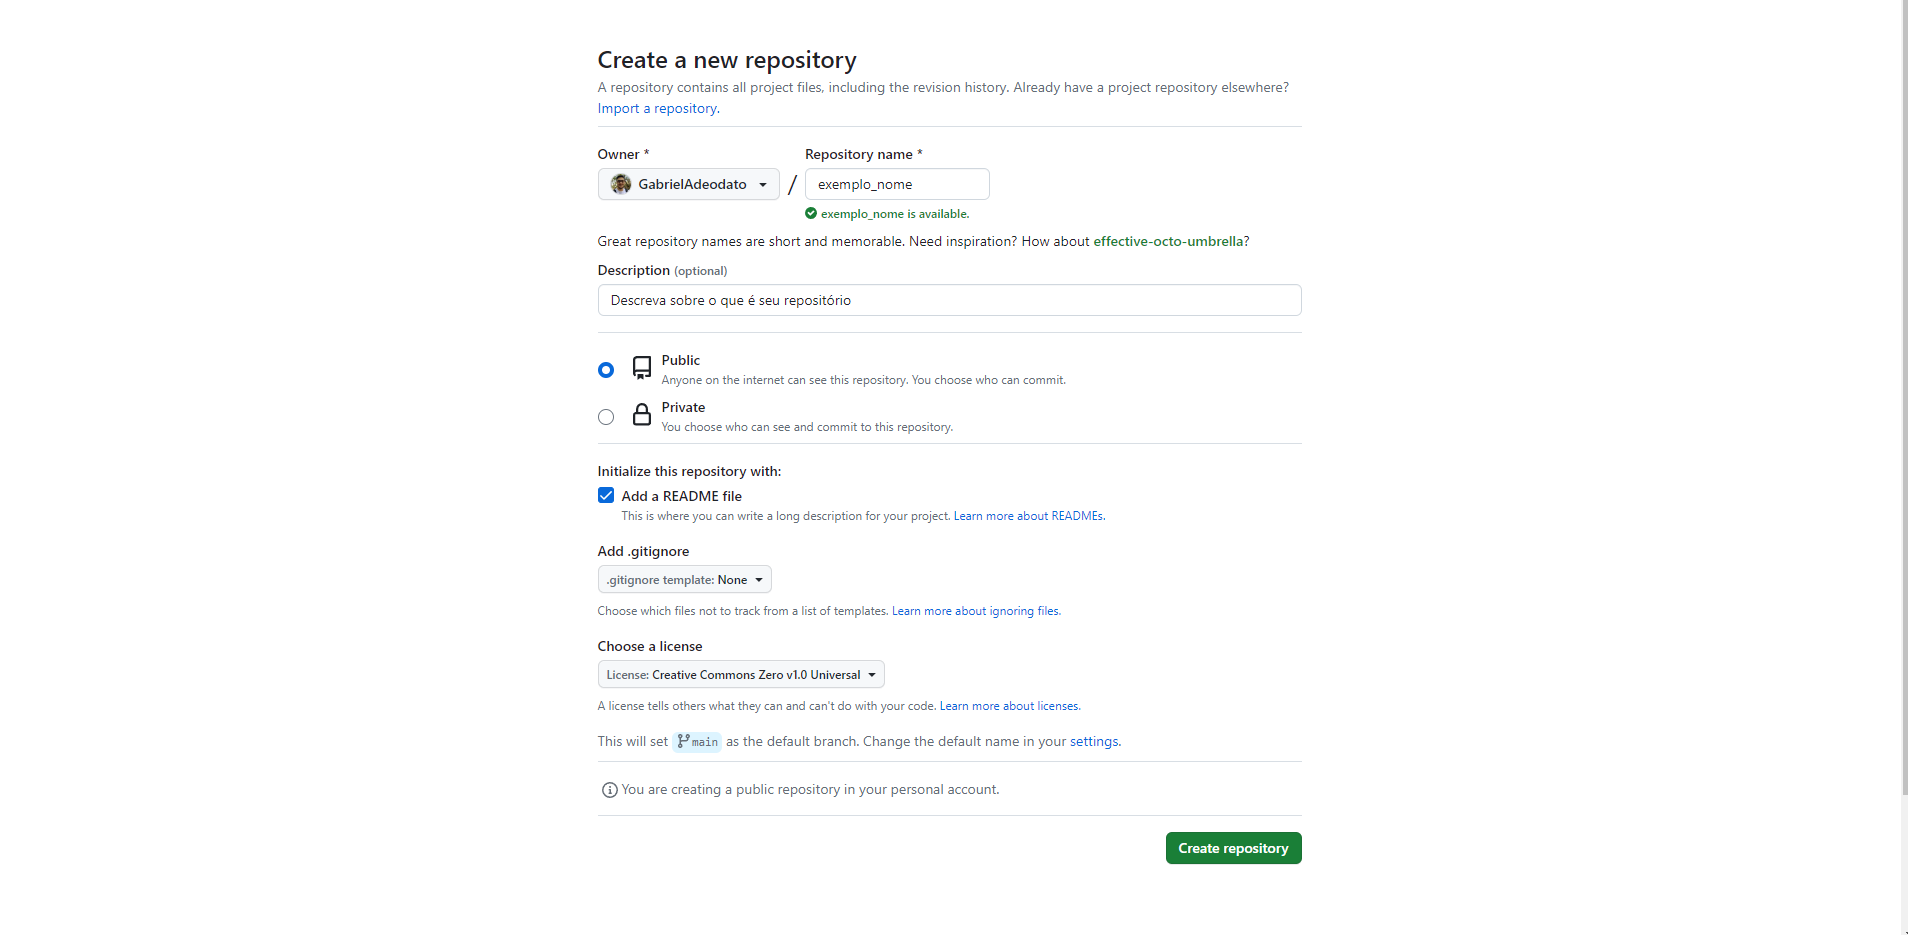 Create a new repository
A repository contains all project files, including the revision history. Already have a project repository elsewhere?
Import a repository.
Owner *
Repository name *
GabrielAdeodato
/
exemplo_nome
exemplo_nome is available.
Great repository names are short and memorable. Need inspiration? How about effective-octo-umbrella?
Description (optional)
Descreva sobre o que é seu repositório
Public
Anyone on the internet can see this repository. You choose who can commit.
Private
You choose who can see and commit to this repository.
Initialize this repository with:
Add a README file
This is where you can write a long description for your project. Learn more about READMEs.
Add .gitignore
.gitignore template: None
Choose which files not to track from a list of templates. Learn more about ignoring files.
Choose a license
License: Creative Commons Zero v1.0 Universal
A license tells others what they can and can't do with your code. Learn more about licenses.
This will set main as the default branch. Change the default name in your settings.
You are creating a public repository in your personal account.
Create repository